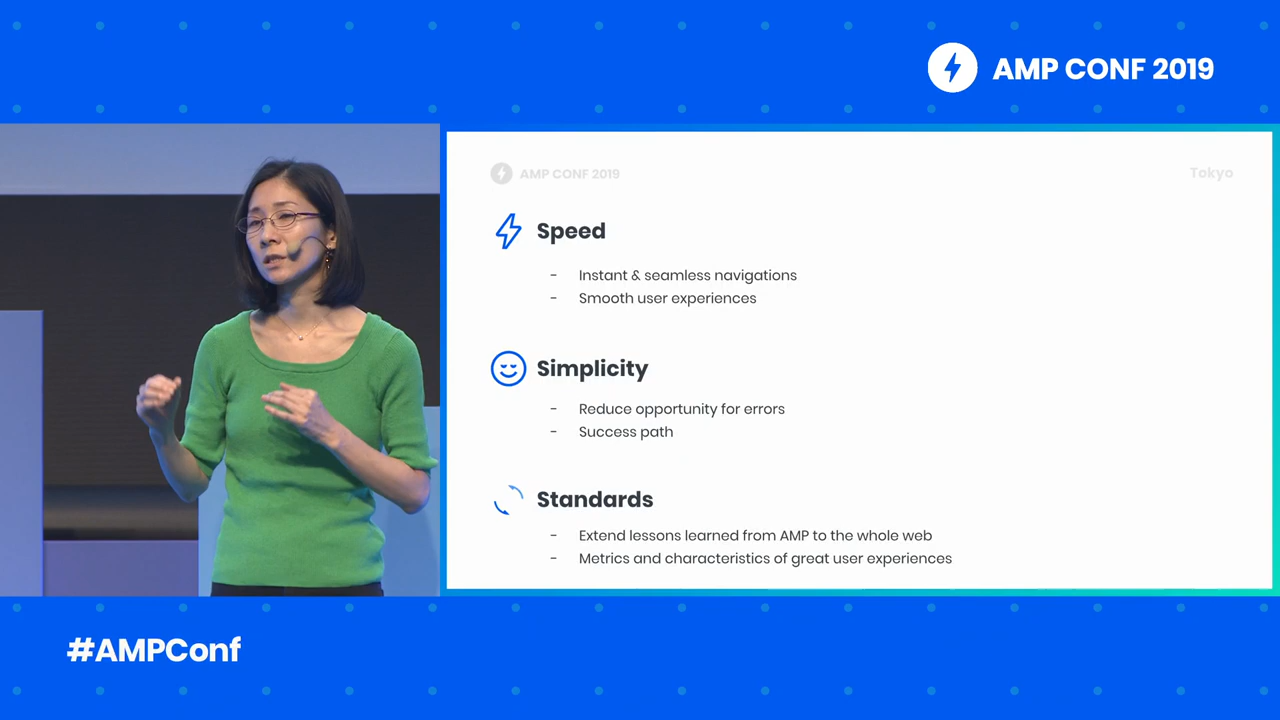 AMP CONF 2019
AMP CONF 2019
Tokyo
Speed
- Instant & seamless navigations
- Smooth user experiences
Simplicity
- Reduce opportunity for errors
- Success path
Standards
- Extend lessons learned from AMP to the whole web
- Metrics and characteristics of great user experiences
#AMPConf